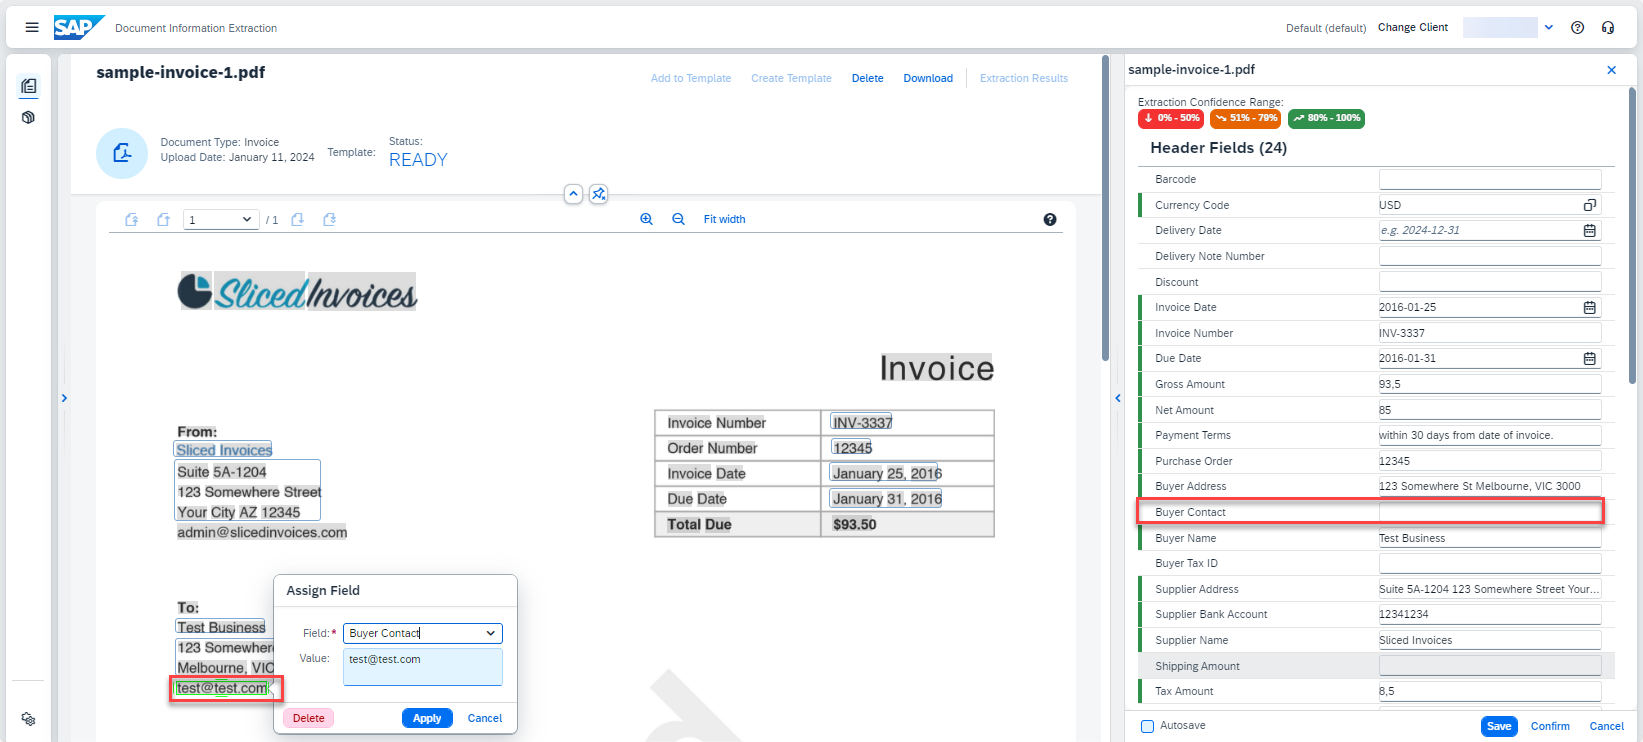 SAP Document Information Extraction
Default (default) Change Client
sample-invoice-1.pdf
Add to Template Create Template Delete Download Extraction Results
Document Type: Invoice
Upload Date: January 11, 2024
Template:
Status:
READY
1 / 1 Fit width
Sliced Invoices
Invoice
From:
Sliced Invoices
Suite 5A-1204
123 Somewhere Street
Your City AZ 12345
admin@slicedinvoices.com
Invoice Number INV-3337
Order Number 12345
Invoice Date January 25, 2016
Due Date January 31, 2016
Total Due $93.50
To:
Test Business
123 Somewher
Melbourne, VIC
test@test.com
Assign Field
Field:* Buyer Contact
Value: test@test.com
Delete Apply Cancel
sample-invoice-1.pdf
Extraction Confidence Range:
0% - 50% 51% - 79% 80% - 100%
Header Fields (24)
Barcode
Currency Code USD
Delivery Date e.g. 2024-12-31
Delivery Note Number
Discount
Invoice Date 2016-01-25
Invoice Number INV-3337
Due Date 2016-01-31
Gross Amount 93,5
Net Amount 85
Payment Terms within 30 days from date of invoice.
Purchase Order 12345
Buyer Address 123 Somewhere St Melbourne, VIC 3000
Buyer Contact
Buyer Name Test Business
Buyer Tax ID
Supplier Address Suite 5A-1204 123 Somewhere Street Your...
Supplier Bank Account 12341234
Supplier Name Sliced Invoices
Shipping Amount
Tax Amount 8,5
Autosave Save Confirm Cancel